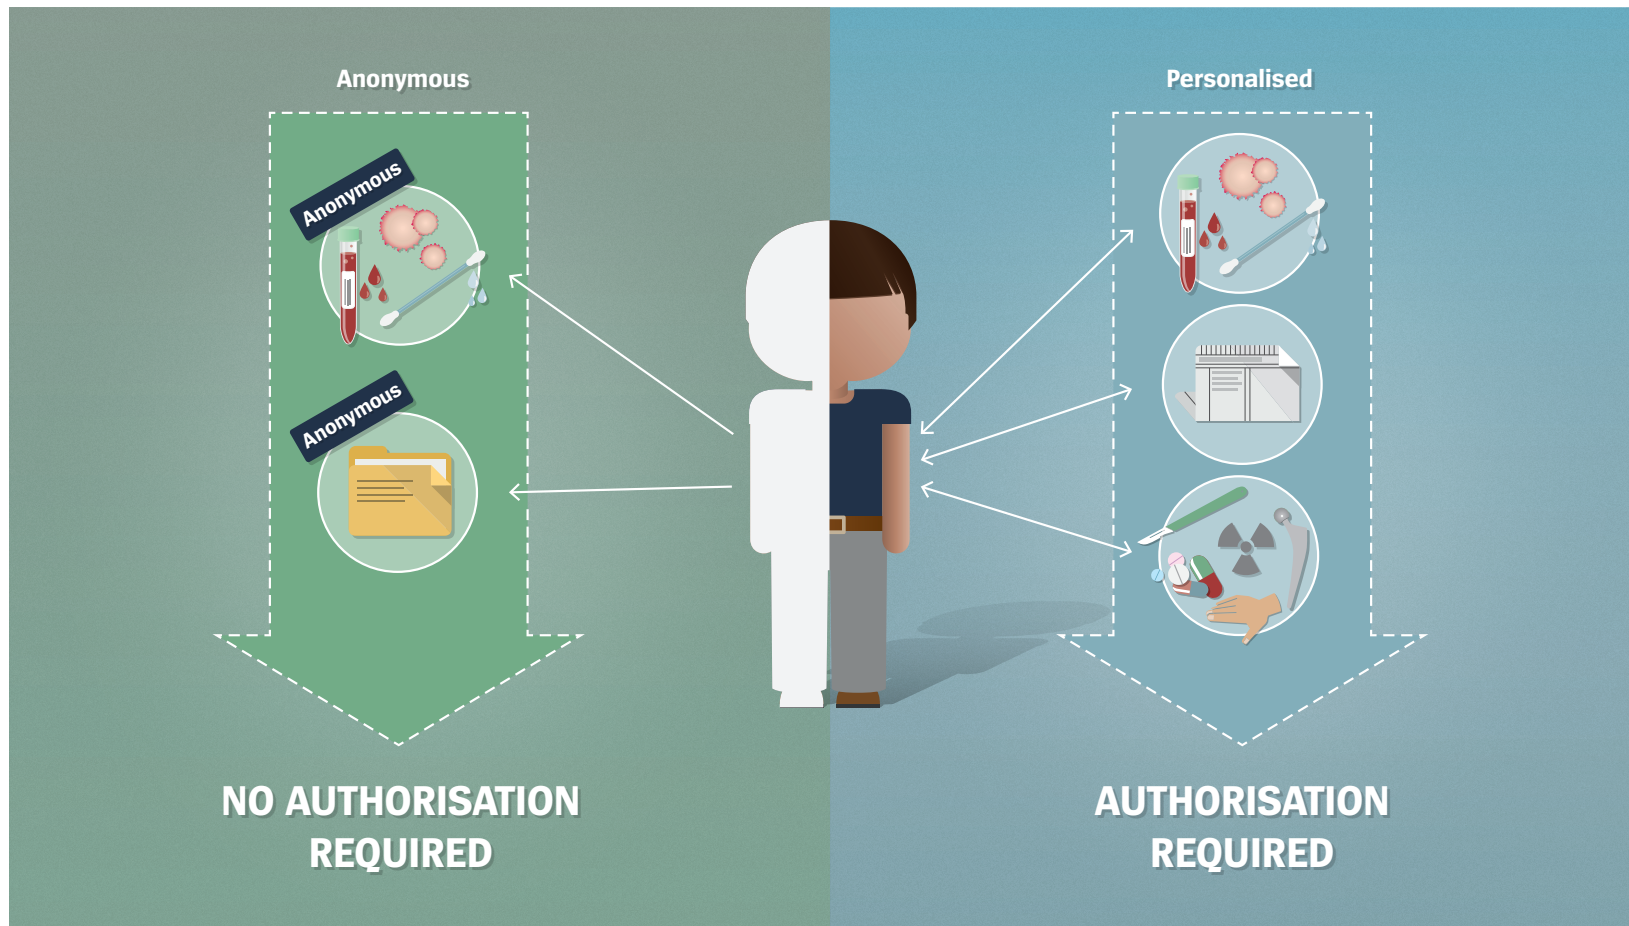 Anonymous
Personalised
Anonymous
Anonymous
NO AUTHORISATION
REQUIRED
AUTHORISATION
REQUIRED